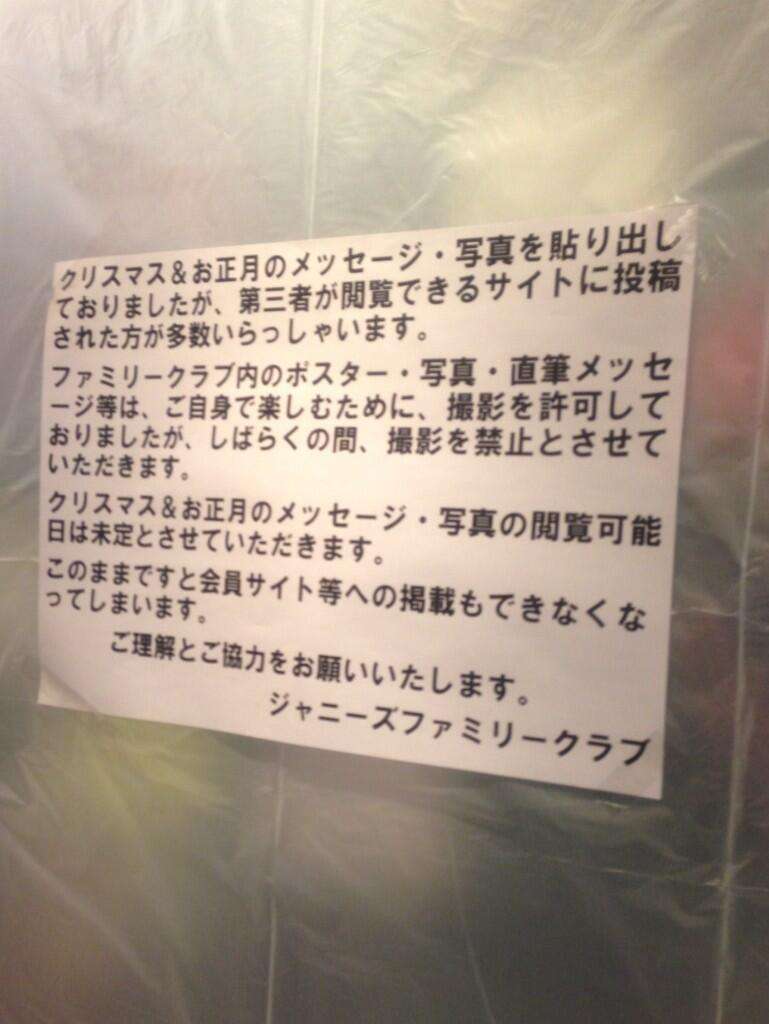 クリスマス＆お正月のメッセージ・写真を貼り出し
ておりましたが、第三者が閲覧できるサイトに投稿
された方が多数いらっしゃいます。
ファミリークラブ内のポスター・写真・直筆メッセ
ージ等は、ご自身で楽しむために、撮影を許可して
おりましたが、しばらくの間、撮影を禁止とさせて
いただきます。
クリスマス＆お正月のメッセージ・写真の閲覧可能
日は未定とさせていただきます。
このままですと会員サイト等への掲載もできなくな
ってしまいます。
ご理解とご協力をお願いいたします。
ジャニーズファミリークラブ